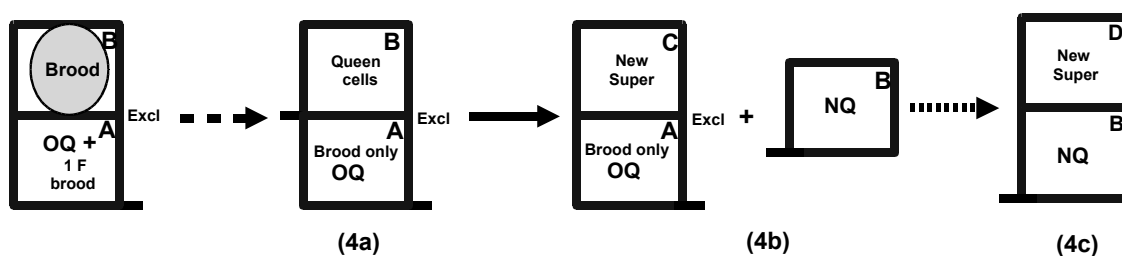 B
Brood
A
OQ +
1 F
brood
Excl
B
Queen
cells
A
Brood only
OQ
Excl
(4a)
C
New
Super
A
Brood only
OQ
Excl
+
B
NQ
(4b)
D
New
Super
B
NQ
(4c)